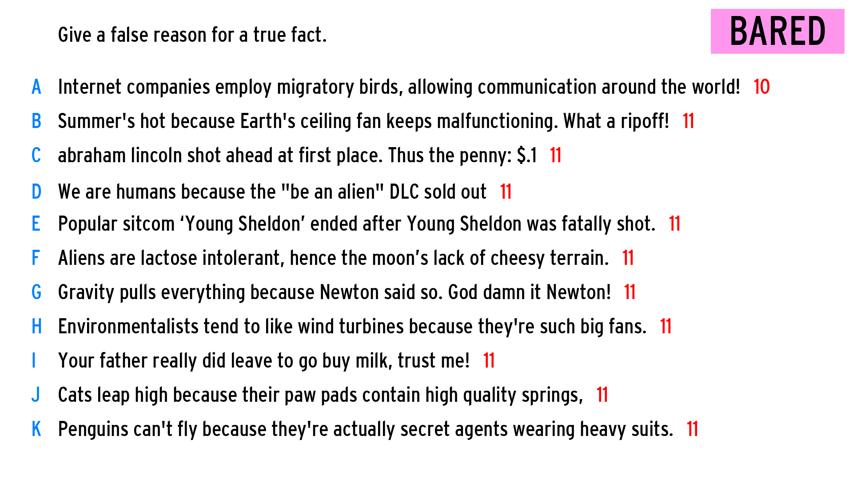 Give a false reason for a true fact.
BARED
A Internet companies employ migratory birds, allowing communication around the world! 10
B Summer's hot because Earth's ceiling fan keeps malfunctioning. What a ripoff! 11
C abraham lincoln shot ahead at first place. Thus the penny: $.1 11
D We are humans because the "be an alien" DLC sold out 11
E Popular sitcom ‘Young Sheldon’ ended after Young Sheldon was fatally shot. 11
F Aliens are lactose intolerant, hence the moon’s lack of cheesy terrain. 11
G Gravity pulls everything because Newton said so. God damn it Newton! 11
H Environmentalists tend to like wind turbines because they're such big fans. 11
I Your father really did leave to go buy milk, trust me! 11
J Cats leap high because their paw pads contain high quality springs, 11
K Penguins can't fly because they're actually secret agents wearing heavy suits. 11